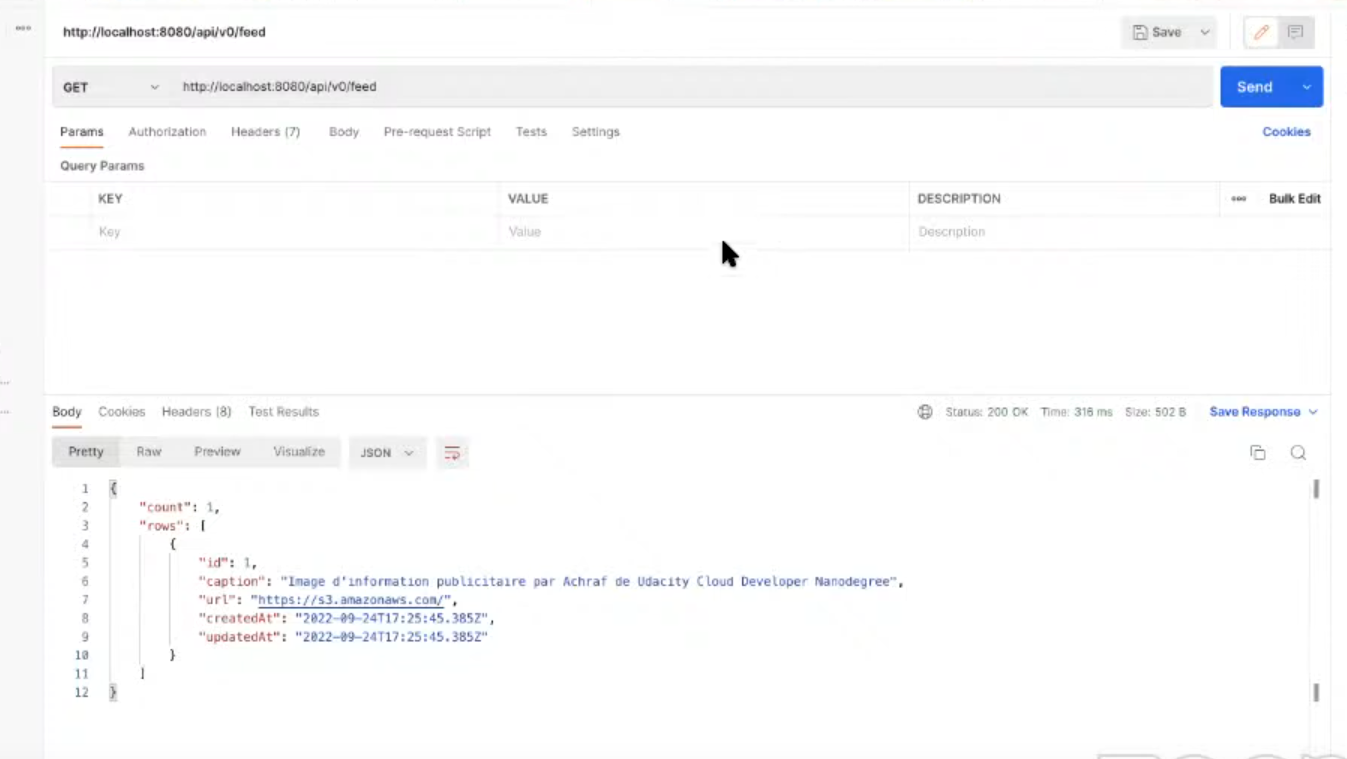 http://localhost:8080/api/v0/feed
Save
GET http://localhost:8080/api/v0/feed Send
Params Authorization Headers (7) Body Pre-request Script Tests Settings Cookies
Query Params
KEY VALUE DESCRIPTION Bulk Edit
Key Value Description
Body Cookies Headers (8) Test Results Status: 200 OK Time: 316 ms Size: 502 B Save Response
Pretty Raw Preview Visualize JSON
1 {
2 "count": 1,
3 "rows": [
4 {
5 "id": 1,
6 "caption": "Image d'information publicitaire par Achraf de Udacity Cloud Developer Nanodegree",
7 "url": "https://s3.amazonaws.com/",
8 "createdAt": "2022-09-24T17:25:45.385Z",
9 "updatedAt": "2022-09-24T17:25:45.385Z"
10 }
11 ]
12 }